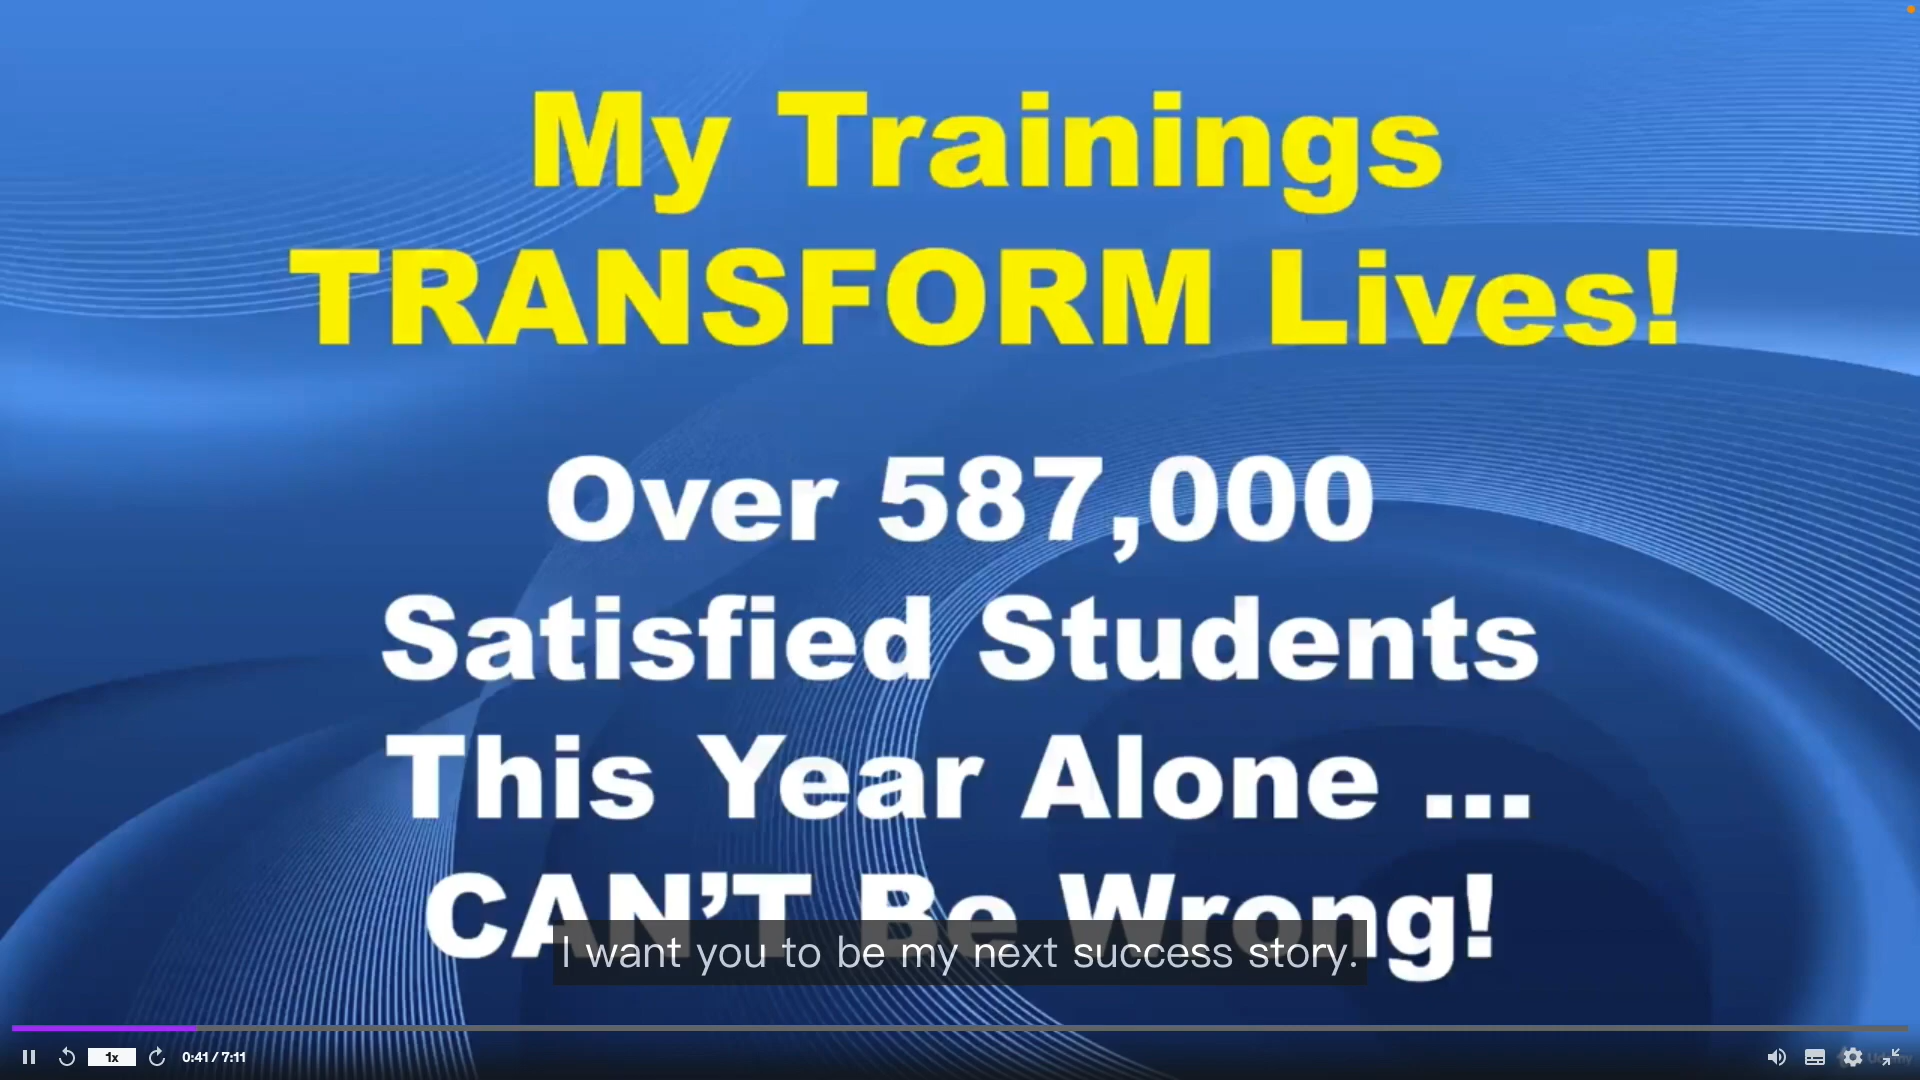 My Trainings
TRANSFORM Lives!
Over 587,000
Satisfied Students
This Year Alone ...
CAN'T Be Wrong!
I want you to be my next success story.
1x
0:41 / 7:11
Udemy